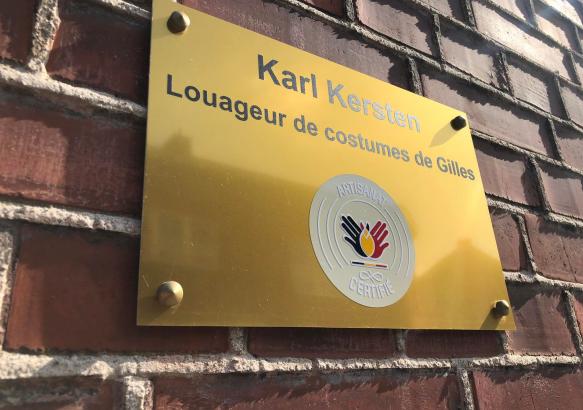 Karl Kersten
Louageur de costumes de Gilles
ARTISANAT
CERTIFIÉ